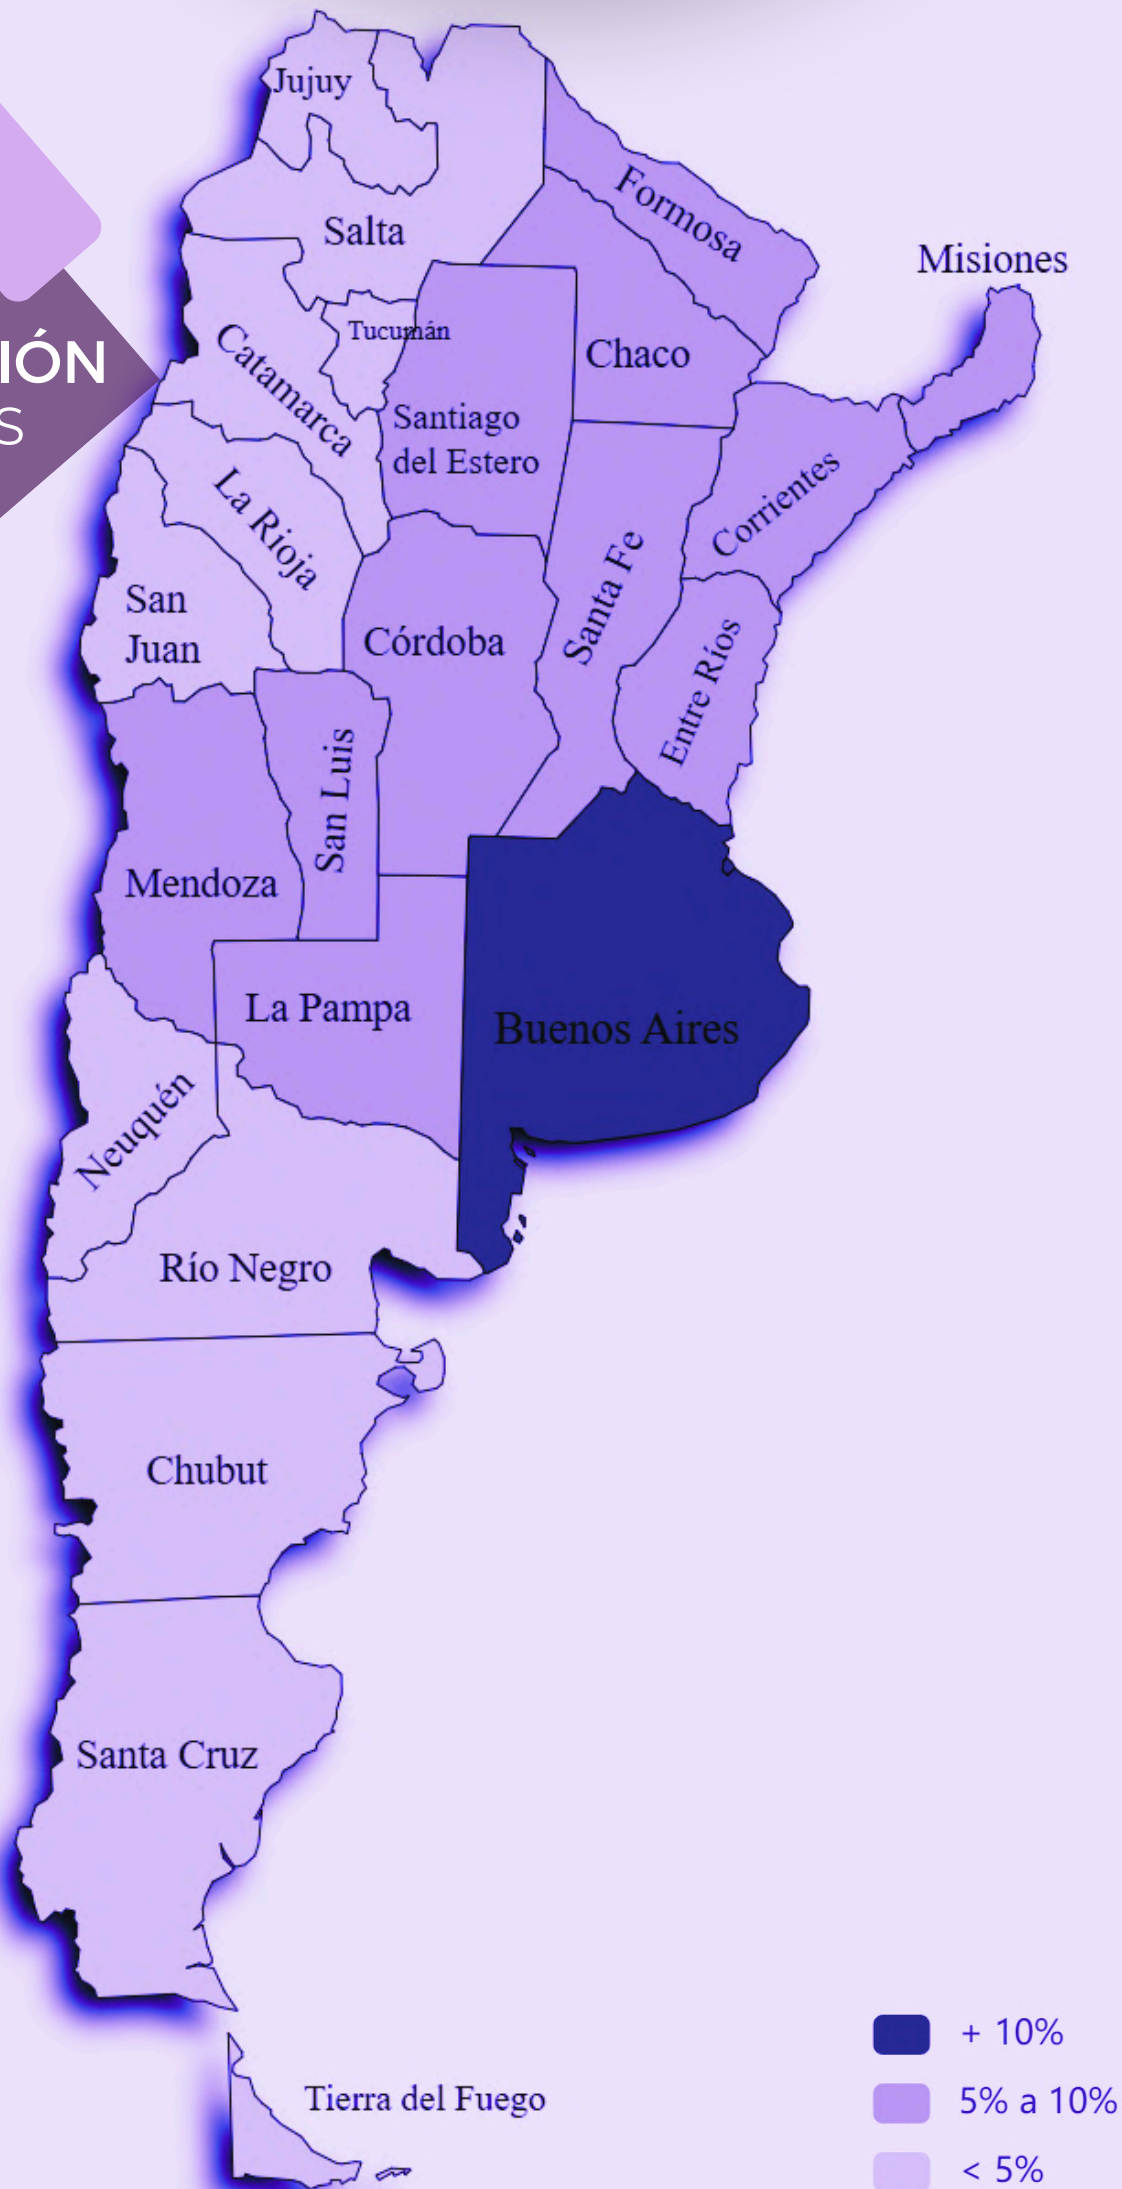 Jujuy
Salta
Formosa
Misiones
Tucumán
Catamarca
Chaco
IÓN
S
Santiago
del Estero
La Rioja
Corrientes
Santa Fe
San
Juan
Córdoba
Entre Ríos
San Luis
Mendoza
La Pampa
Buenos Aires
Neuquén
Río Negro
Chubut
Santa Cruz
+ 10%
5% a 10%
Tierra del Fuego
< 5%